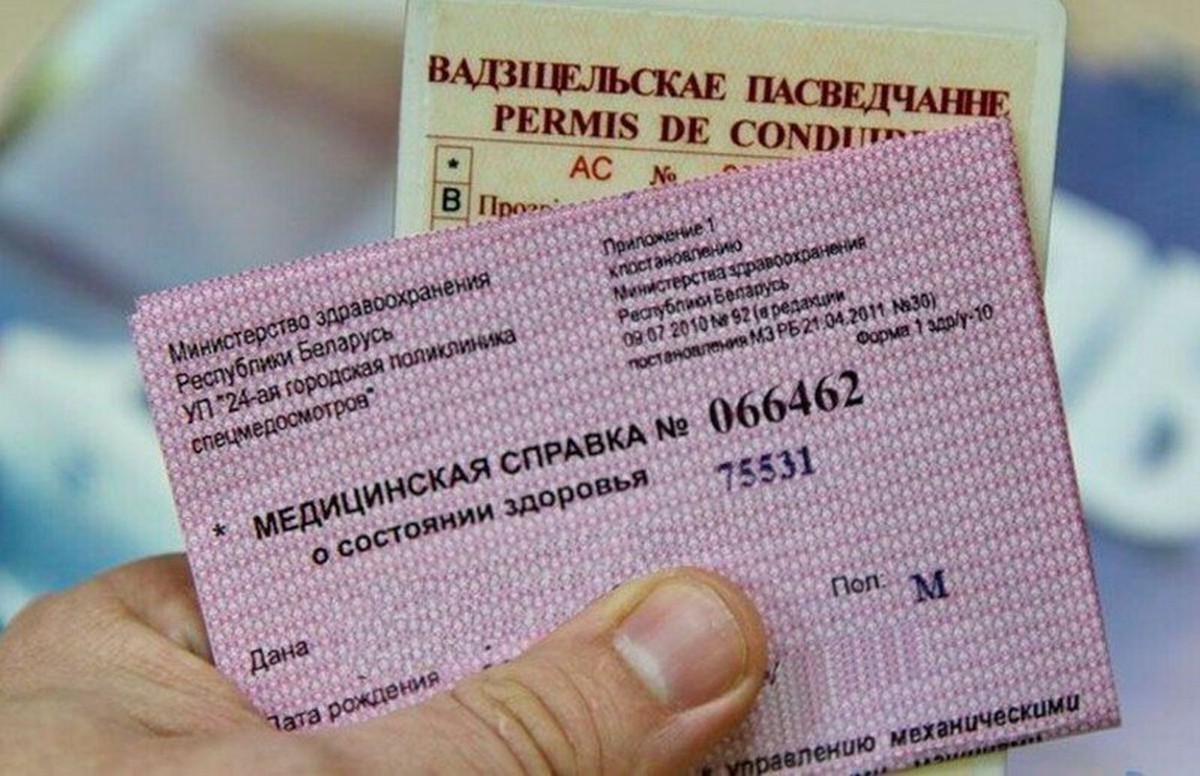 ВАДЗІЦЕЛЬСКАЕ ПАСВЕДЧАННЕ
PERMIS DE
* АС №
B
Министерство здравоохранения
Республики Беларусь
УП "24-ая городская поликлиника
спецмедосмотров"
Приложение 1
к постановлению
Министерства здравоохранения
Республики Беларусь
09.07.2010 № 92 (в редакции
постановления МЗ РБ 21.04.2011 №30)
Форма 1 здр/у-10
* МЕДИЦИНСКАЯ СПРАВКА № 066462
о состоянии здоровья 75531
Пол: М
Дана
Дата рождения
управлению механическими